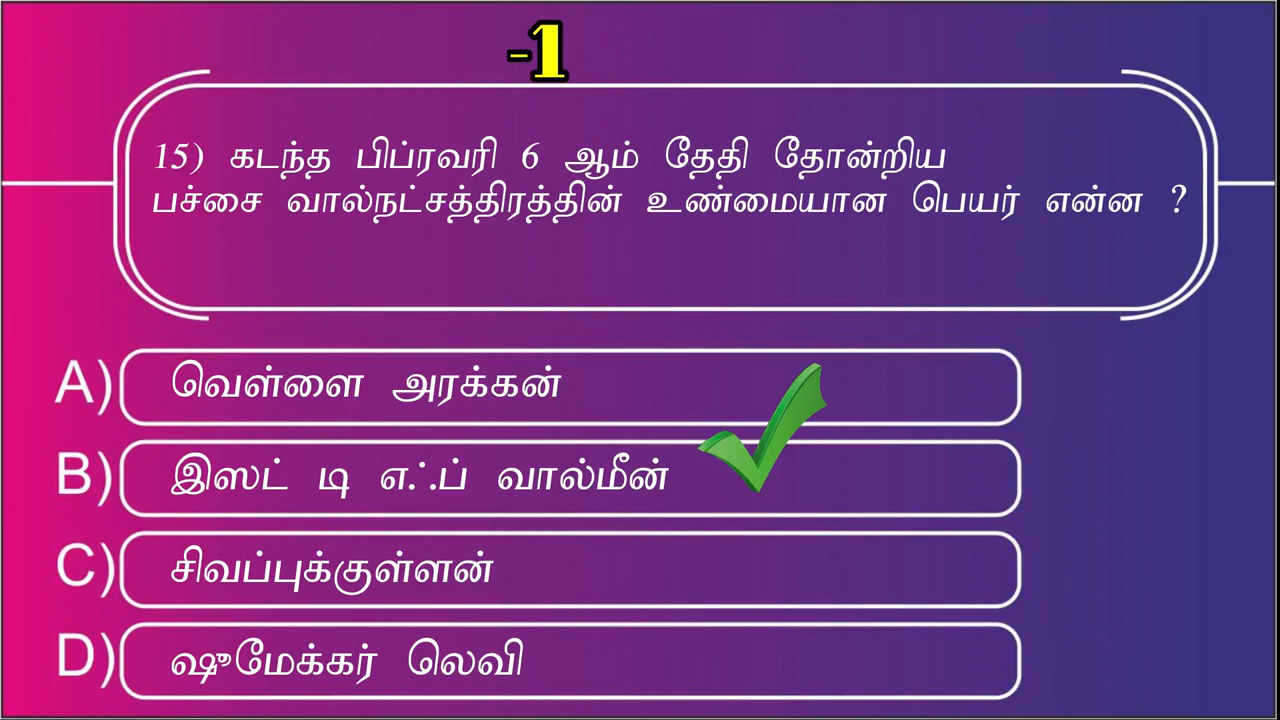 -1
15) கடந்த பிப்ரவரி 6 ஆம் தேதி தோன்றிய
பச்சை வால்நட்சத்திரத்தின் உண்மையான பெயர் என்ன ?
A) வெள்ளை அரக்கன்
B) இஸட் டி எஃப் வால்மீன்
C) சிவப்புக்குள்ளன்
D) ஷுமேக்கர் லெவி